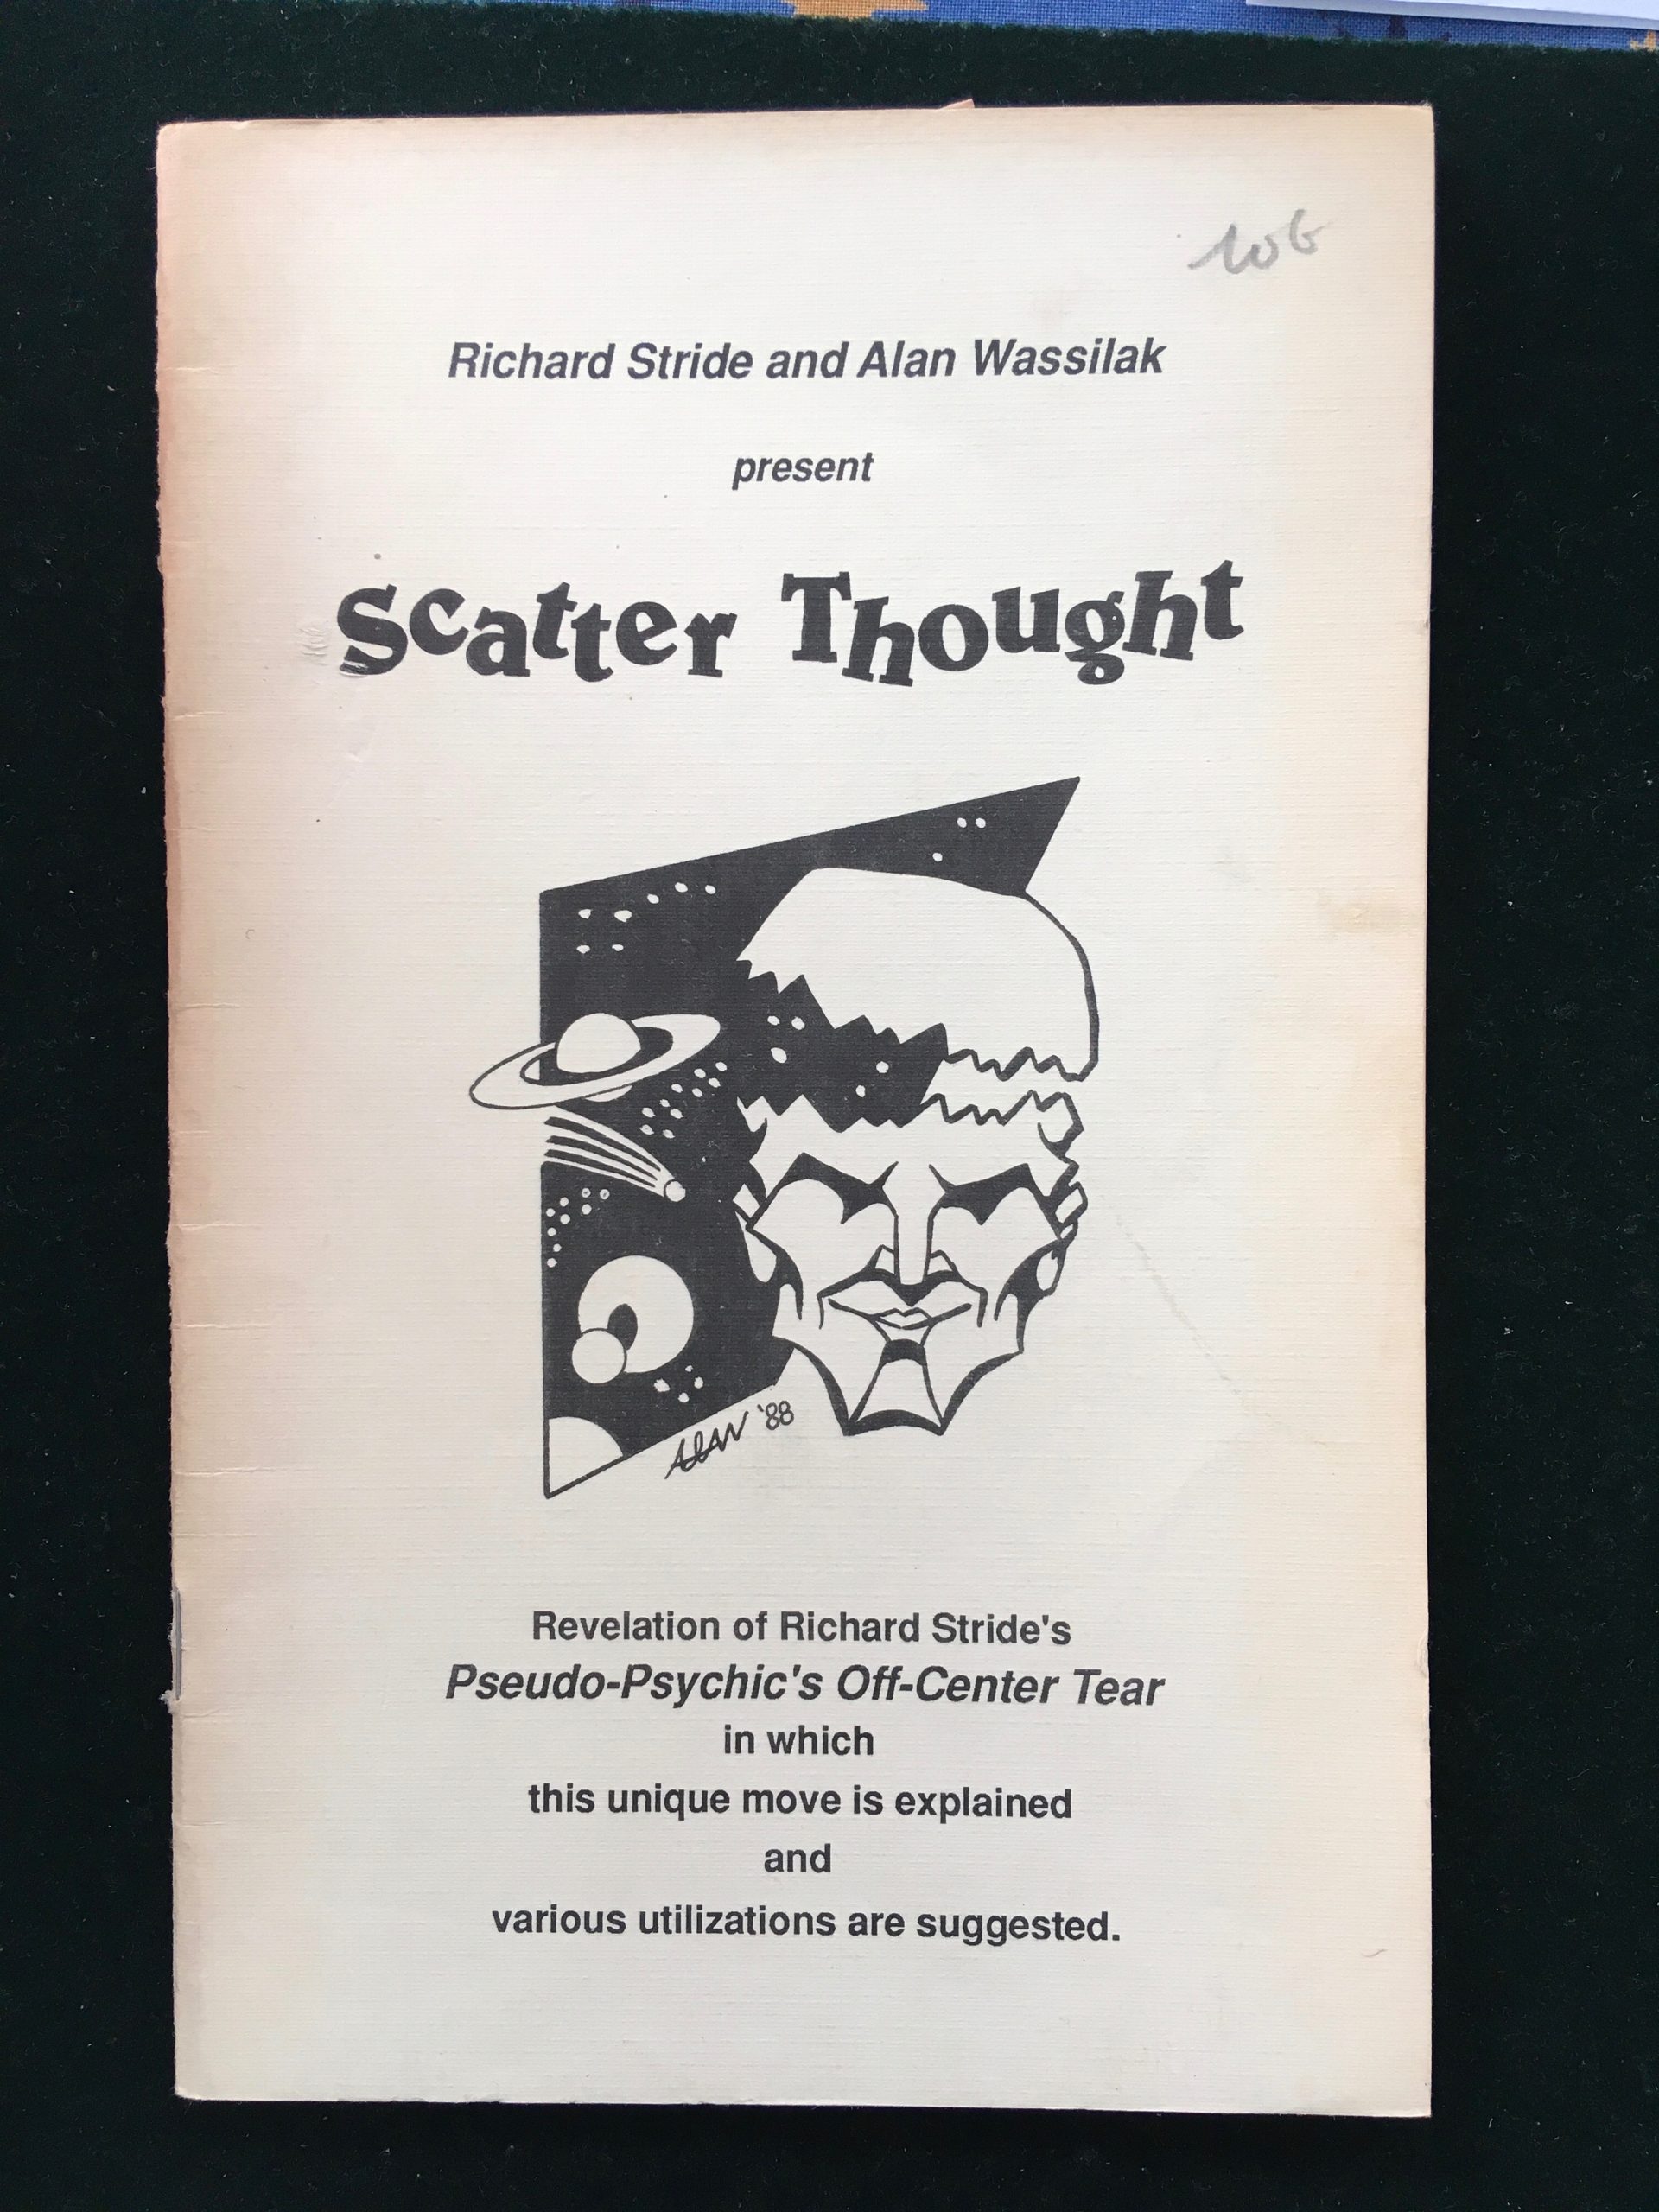 Richard Stride and Alan Wassilak
present
Scatter Thought
ALAN '88
Revelation of Richard Stride's
Pseudo-Psychic's Off-Center Tear
in which
this unique move is explained
and
various utilizations are suggested.